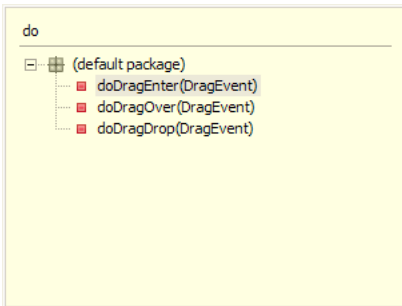 do
(default package)
doDragEnter(DragEvent)
doDragOver(DragEvent)
doDragDrop(DragEvent)